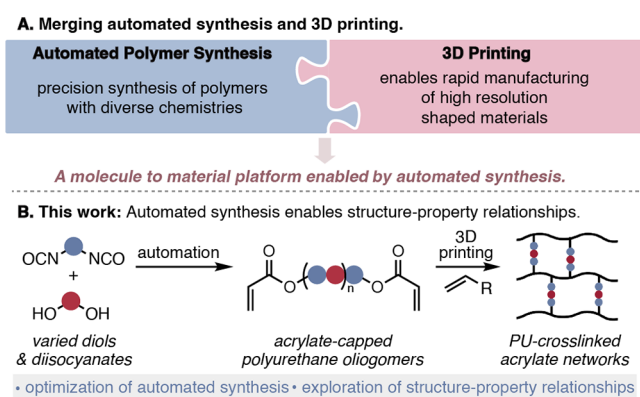 A. Merging automated synthesis and 3D printing.
Automated Polymer Synthesis
precision synthesis of polymers
with diverse chemistries
3D Printing
enables rapid manufacturing
of high resolution
shaped materials
A molecule to material platform enabled by automated synthesis.
B. This work: Automated synthesis enables structure-property relationships.
OCN NCO
+
HO OH
varied diols
& diisocyanates
automation
O O
O O
n
acrylate-capped
polyurethane oliogomers
3D
printing
R
PU-crosslinked
acrylate networks
• optimization of automated synthesis • exploration of structure-property relationships